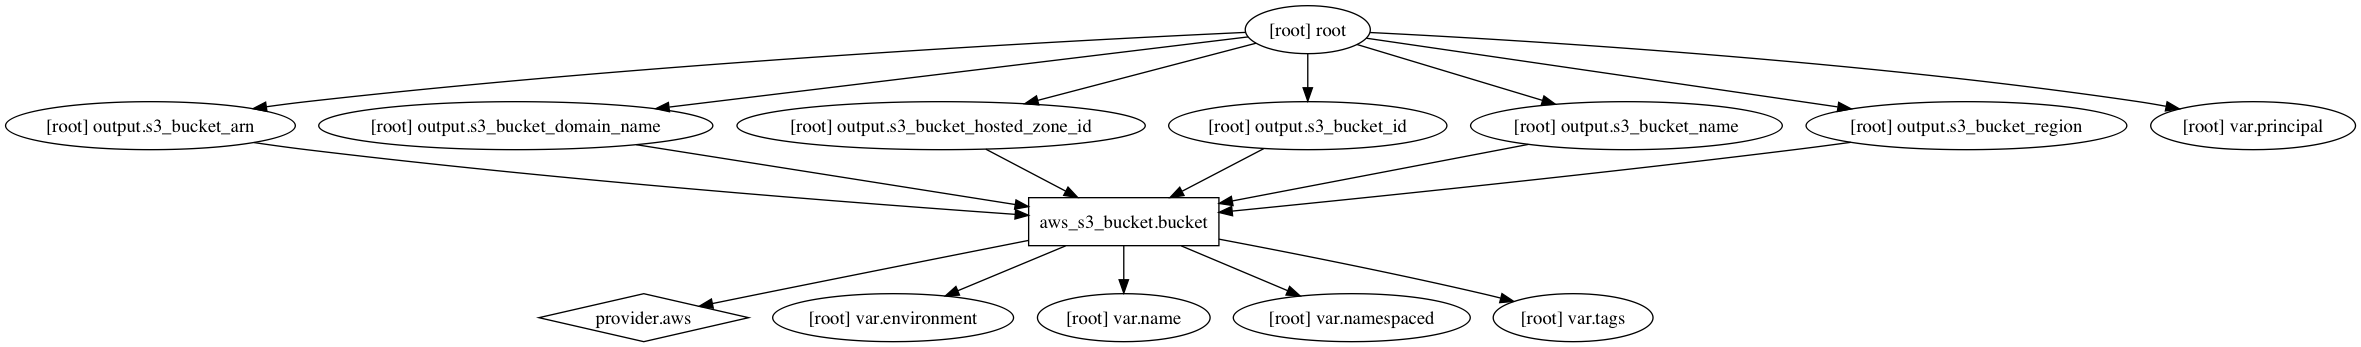 [root] root
[root] output.s3_bucket_arn
[root] output.s3_bucket_domain_name
[root] output.s3_bucket_hosted_zone_id
[root] output.s3_bucket_id
[root] output.s3_bucket_name
[root] output.s3_bucket_region
[root] var.principal
aws_s3_bucket.bucket
provider.aws
[root] var.environment
[root] var.name
[root] var.namespaced
[root] var.tags